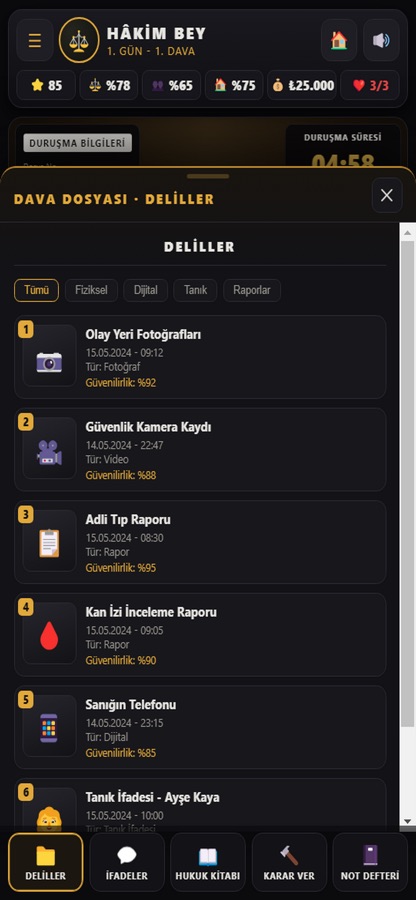 HÂKİM BEY
1. GÜN - 1. DAVA
85
%78
%65
%75
₺25.000
3/3
DURUŞMA BİLGİLERİ
DURUŞMA SÜRESİ
04:58
DAVA DOSYASI · DELİLLER
DELİLLER
Tümü
Fiziksel
Dijital
Tanık
Raporlar
1
Olay Yeri Fotoğrafları
15.05.2024 - 09:12
Tür: Fotoğraf
Güvenilirlik: %92
2
Güvenlik Kamera Kaydı
14.05.2024 - 22:47
Tür: Video
Güvenilirlik: %88
3
Adli Tıp Raporu
15.05.2024 - 08:30
Tür: Rapor
Güvenilirlik: %95
4
Kan İzi İnceleme Raporu
15.05.2024 - 09:05
Tür: Rapor
Güvenilirlik: %90
5
Sanığın Telefonu
14.05.2024 - 23:15
Tür: Dijital
Güvenilirlik: %85
6
Tanık İfadesi - Ayşe Kaya
15.05.2024 - 10:00
Tür: Tanık İfadesi
DELİLLER
İFADELER
HUKUK KİTABI
KARAR VER
NOT DEFTERİ